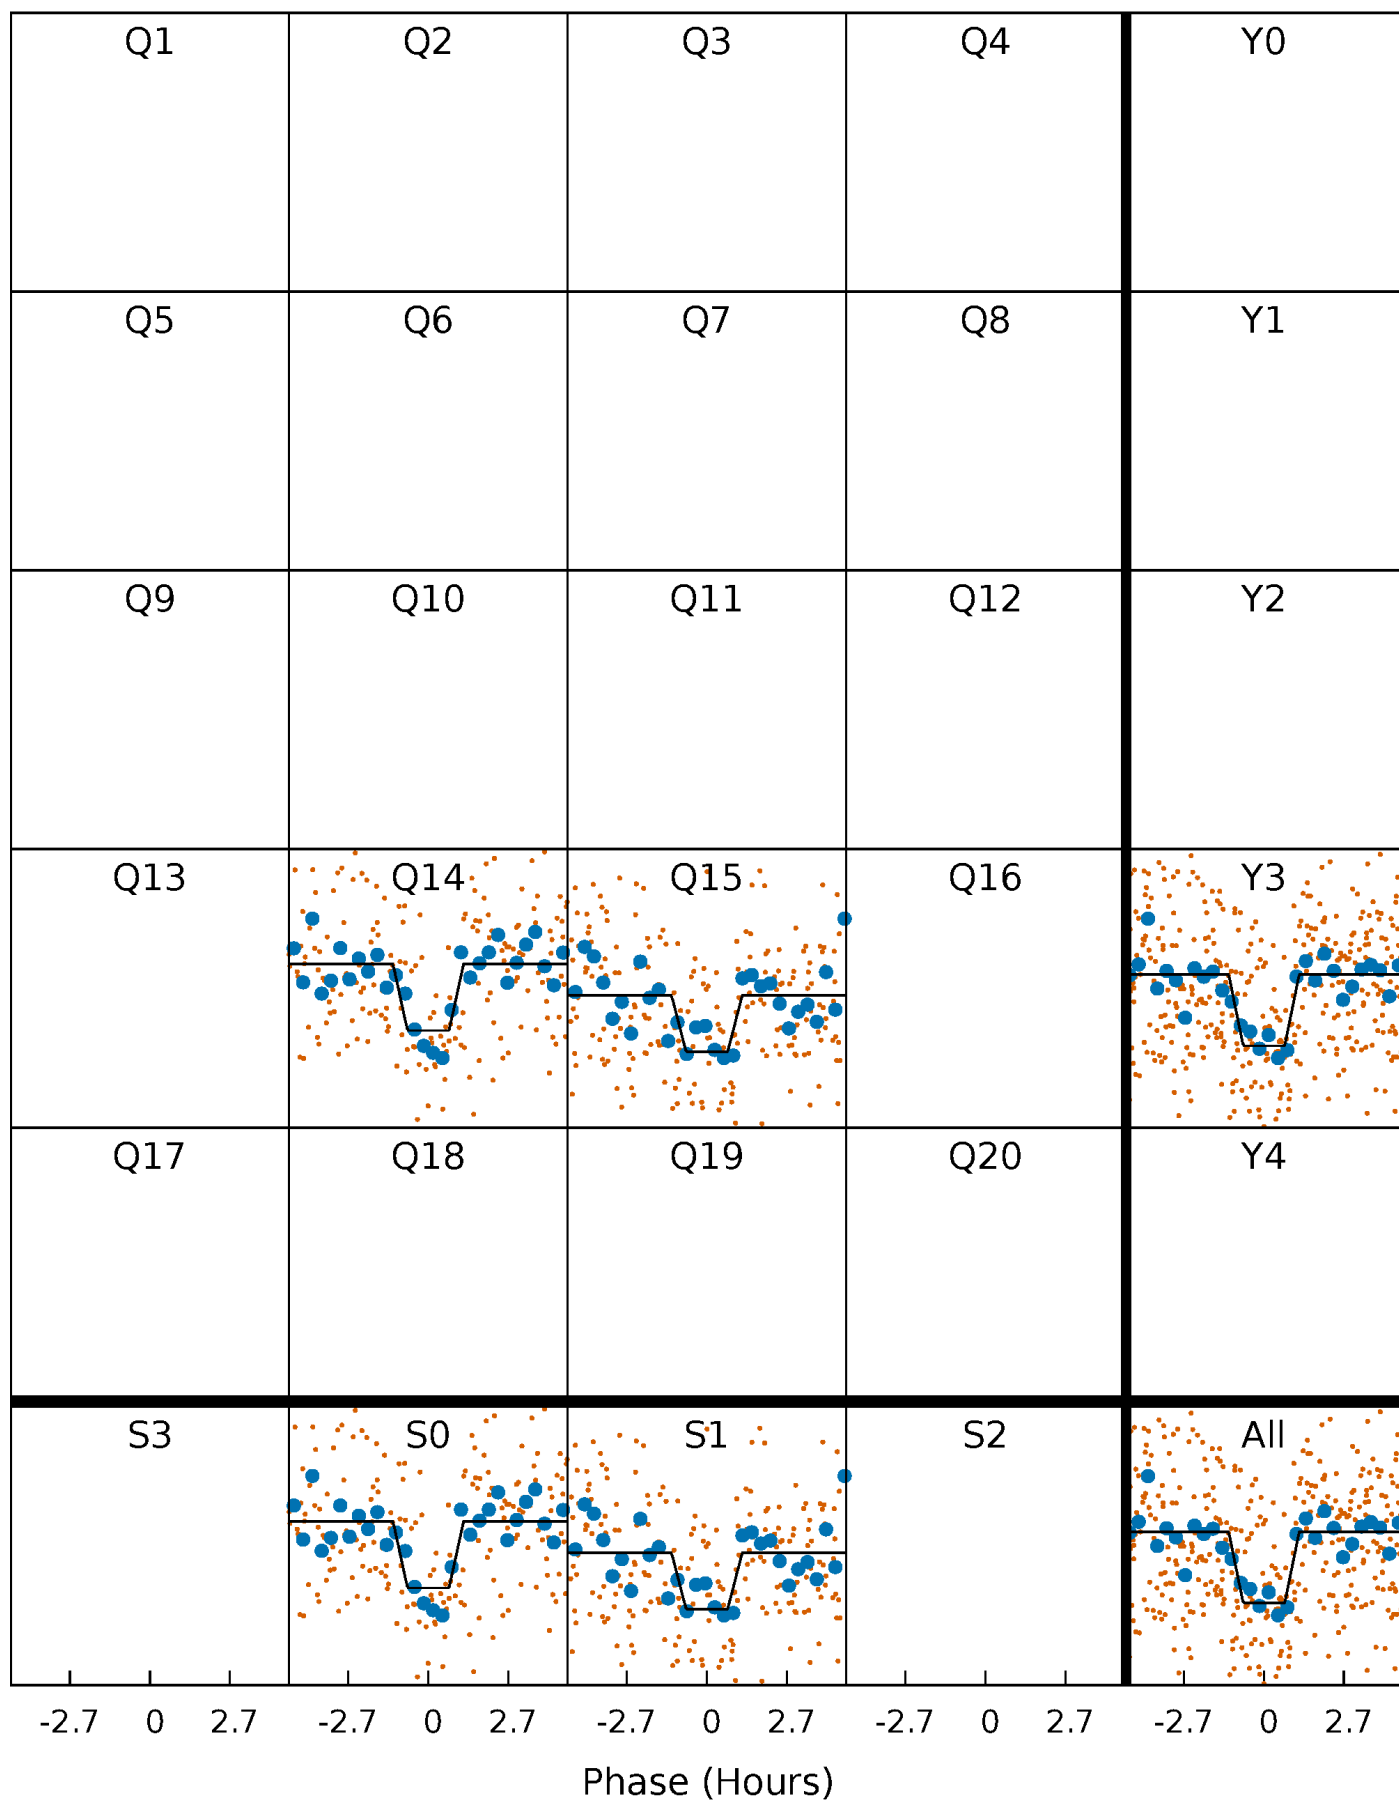 Q1 Q2 Q3 Q4 Y0
Q5 Q6 Q7 Q8 Y1
Q9 Q10 Q11 Q12 Y2
Q13 Q14 Q15 Q16 Y3
Q17 Q18 Q19 Q20 Y4
S3 S0 S1 S2 All
-2.7 0 2.7 -2.7 0 2.7 -2.7 0 2.7 -2.7 0 2.7 -2.7 0 2.7
Phase (Hours)